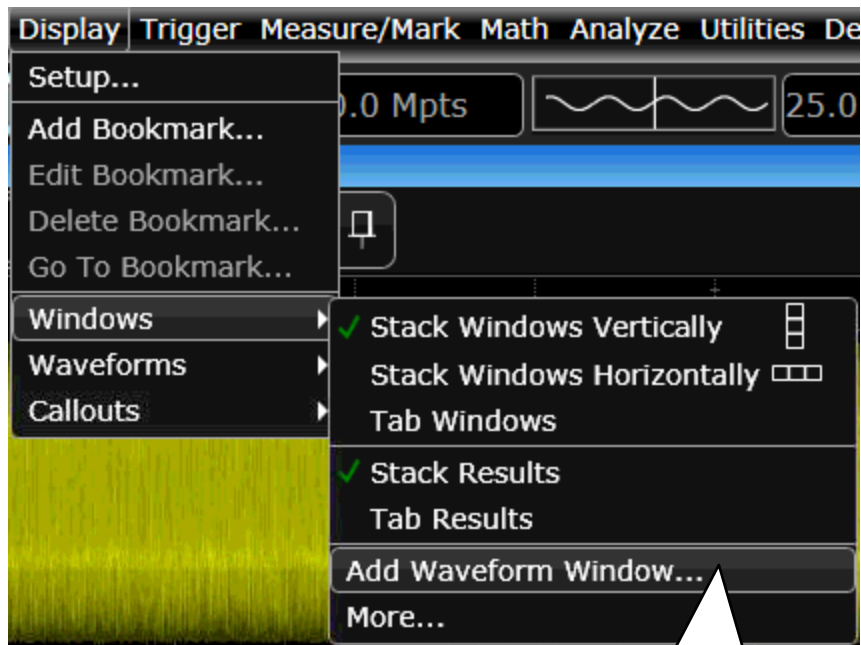 Display Trigger Measure/Mark Math Analyze Utilities De
Setup...
.0 Mpts
25.0
Add Bookmark...
Edit Bookmark...
Delete Bookmark...
Go To Bookmark...
Windows
Stack Windows Vertically
Waveforms
Stack Windows Horizontally
Callouts
Tab Windows
Stack Results
Tab Results
Add Waveform Window...
More...